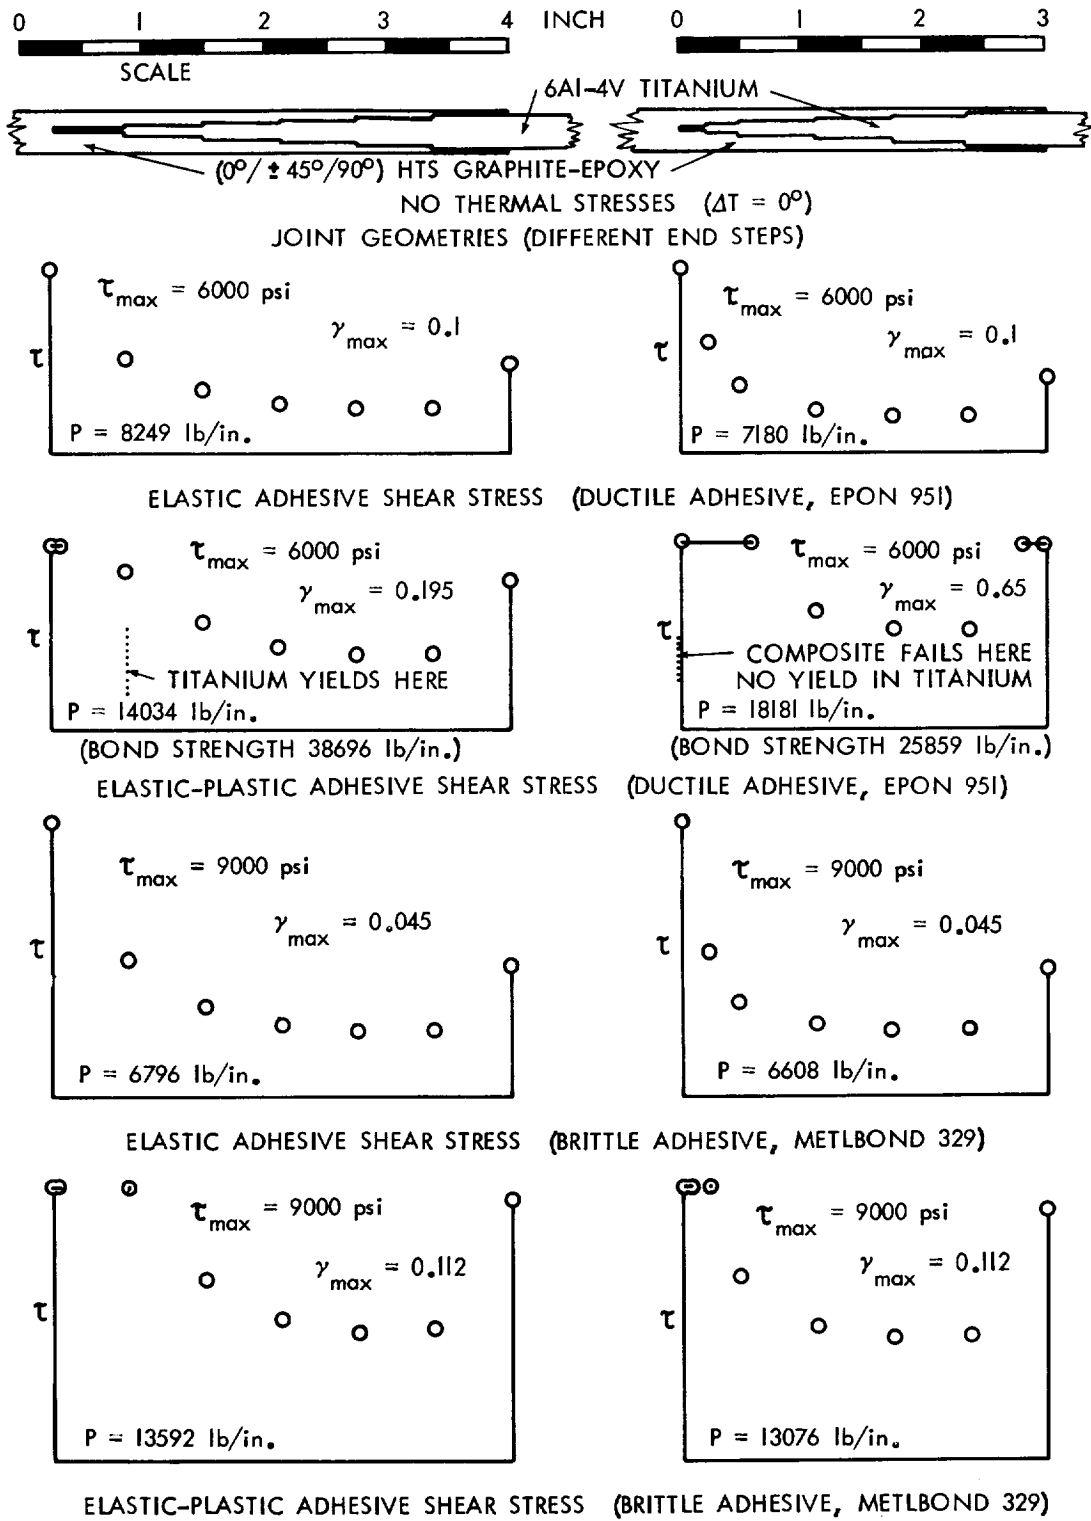 0 1 2 3 4 INCH 0 1 2 3
SCALE
6Al-4V TITANIUM
(0°/ ± 45°/90°) HTS GRAPHITE-EPOXY
NO THERMAL STRESSES (ΔT = 0°)
JOINT GEOMETRIES (DIFFERENT END STEPS)
τmax = 6000 psi
γmax = 0.1
τ
P = 8249 lb/in.
τmax = 6000 psi
γmax = 0.1
τ
P = 7180 lb/in.
ELASTIC ADHESIVE SHEAR STRESS (DUCTILE ADHESIVE, EPON 951)
τmax = 6000 psi
γmax = 0.195
τ
TITANIUM YIELDS HERE
P = 14034 lb/in.
(BOND STRENGTH 38696 lb/in.)
τmax = 6000 psi
γmax = 0.65
τ
COMPOSITE FAILS HERE
NO YIELD IN TITANIUM
P = 18181 lb/in.
(BOND STRENGTH 25859 lb/in.)
ELASTIC-PLASTIC ADHESIVE SHEAR STRESS (DUCTILE ADHESIVE, EPON 951)
τmax = 9000 psi
γmax = 0.045
τ
P = 6796 lb/in.
τmax = 9000 psi
γmax = 0.045
τ
P = 6608 lb/in.
ELASTIC ADHESIVE SHEAR STRESS (BRITTLE ADHESIVE, METLBOND 329)
τmax = 9000 psi
γmax = 0.112
τ
P = 13592 lb/in.
τmax = 9000 psi
γmax = 0.112
τ
P = 13076 lb/in.
ELASTIC-PLASTIC ADHESIVE SHEAR STRESS (BRITTLE ADHESIVE, METLBOND 329)